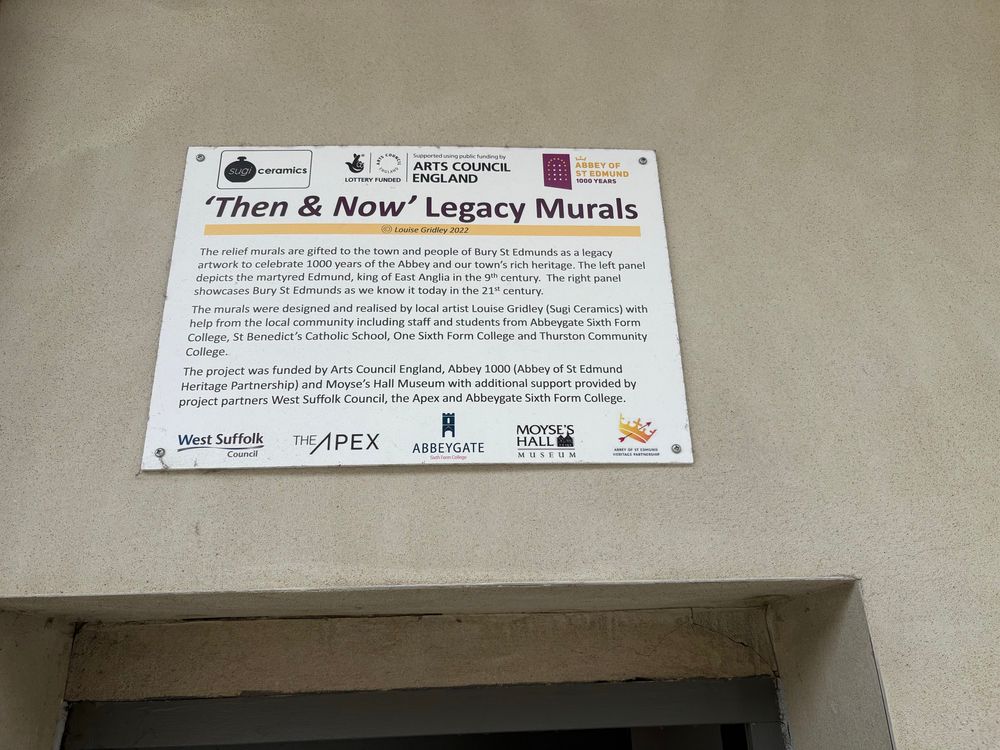 sugi ceramics
LOTTERY FUNDED
ARTS COUNCIL ENGLAND
Supported using public funding by
ARTS COUNCIL
ENGLAND
ABBEY OF
ST EDMUND
1000 YEARS
‘Then & Now’ Legacy Murals
© Louise Gridley 2022
The relief murals are gifted to the town and people of Bury St Edmunds as a legacy
artwork to celebrate 1000 years of the Abbey and our town's rich heritage. The left panel
depicts the martyred Edmund, king of East Anglia in the 9th century. The right panel
showcases Bury St Edmunds as we know it today in the 21st century.
The murals were designed and realised by local artist Louise Gridley (Sugi Ceramics) with
help from the local community including staff and students from Abbeygate Sixth Form
College, St Benedict's Catholic School, One Sixth Form College and Thurston Community
College.
The project was funded by Arts Council England, Abbey 1000 (Abbey of St Edmund
Heritage Partnership) and Moyse's Hall Museum with additional support provided by
project partners West Suffolk Council, the Apex and Abbeygate Sixth Form College.
West Suffolk
Council
THE APEX
ABBEYGATE
Sixth Form College
MOYSE'S
HALL
MUSEUM
ABBEY OF ST EDMUND
HERITAGE PARTNERSHIP